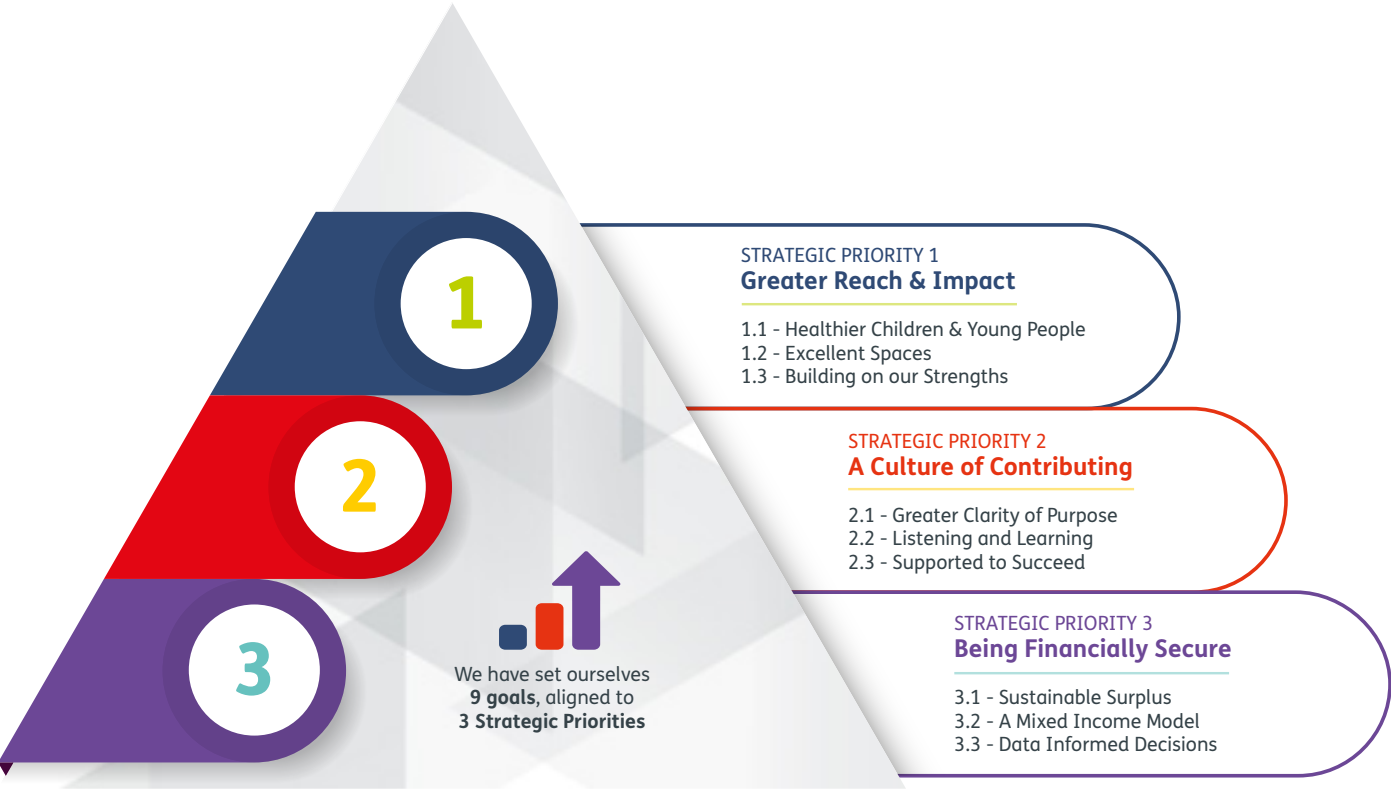 1
STRATEGIC PRIORITY 1
Greater Reach & Impact
1.1 - Healthier Children & Young People
1.2 - Excellent Spaces
1.3 - Building on our Strengths
2
STRATEGIC PRIORITY 2
A Culture of Contributing
2.1 - Greater Clarity of Purpose
2.2 - Listening and Learning
2.3 - Supported to Succeed
3
We have set ourselves
9 goals, aligned to
3 Strategic Priorities
STRATEGIC PRIORITY 3
Being Financially Secure
3.1 - Sustainable Surplus
3.2 - A Mixed Income Model
3.3 - Data Informed Decisions